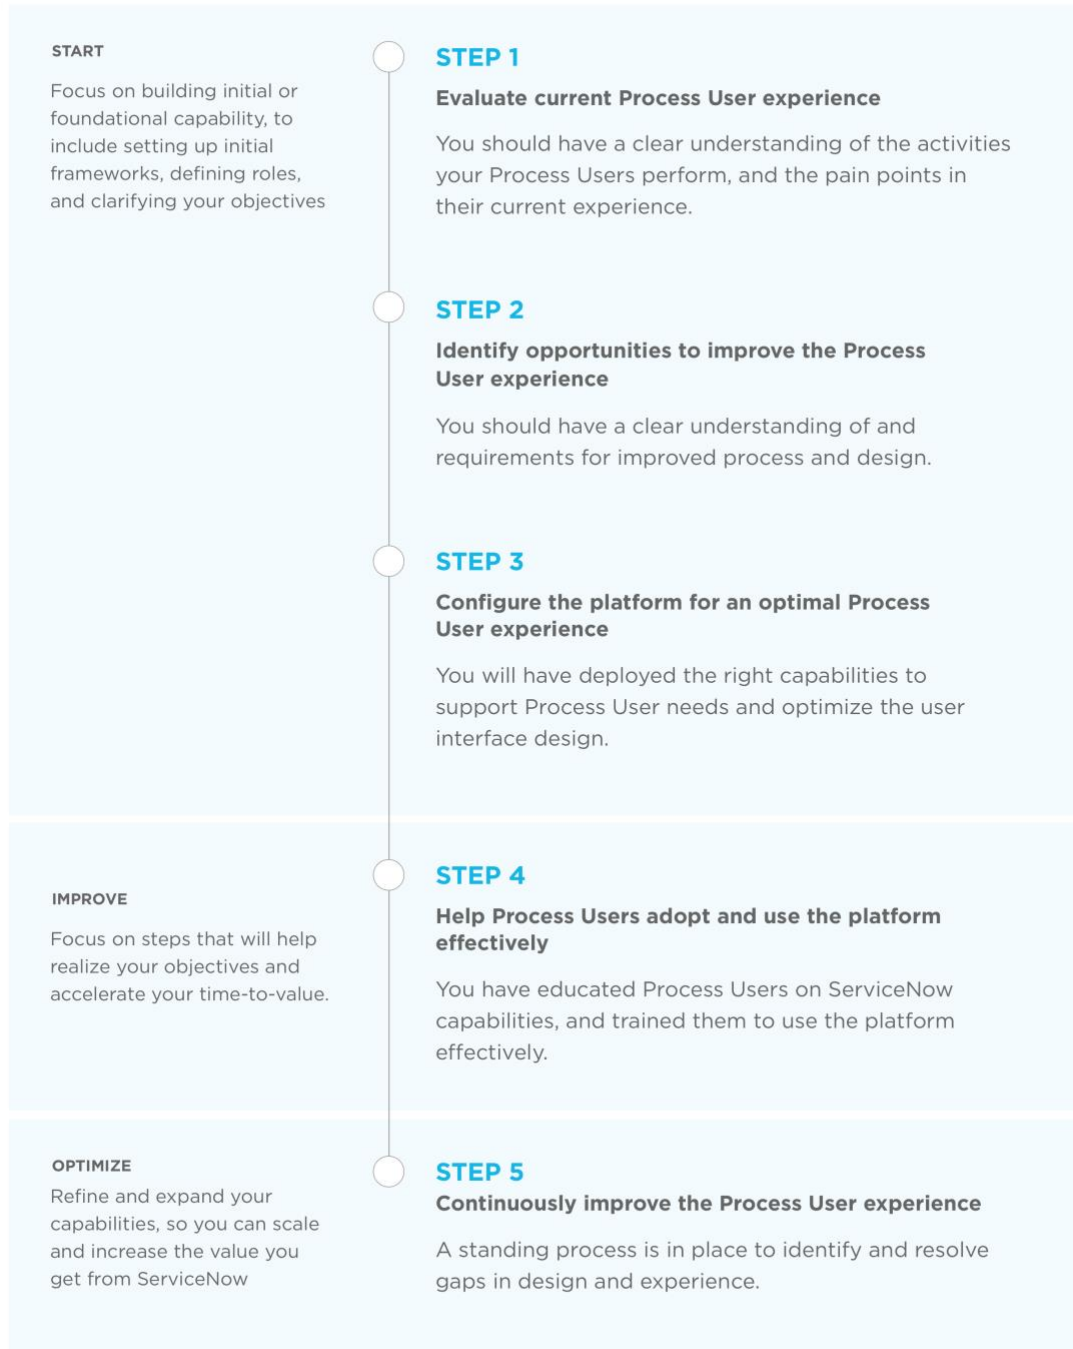 START
Focus on building initial or
foundational capability, to
include setting up initial
frameworks, defining roles,
and clarifying your objectives
STEP 1
Evaluate current Process User experience
You should have a clear understanding of the activities
your Process Users perform, and the pain points in
their current experience.
STEP 2
Identify opportunities to improve the Process
User experience
You should have a clear understanding of and
requirements for improved process and design.
STEP 3
Configure the platform for an optimal Process
User experience
You will have deployed the right capabilities to
support Process User needs and optimize the user
interface design.
IMPROVE
Focus on steps that will help
realize your objectives and
accelerate your time-to-value.
STEP 4
Help Process Users adopt and use the platform
effectively
You have educated Process Users on ServiceNow
capabilities, and trained them to use the platform
effectively.
OPTIMIZE
Refine and expand your
capabilities, so you can scale
and increase the value you
get from ServiceNow
STEP 5
Continuously improve the Process User experience
A standing process is in place to identify and resolve
gaps in design and experience.